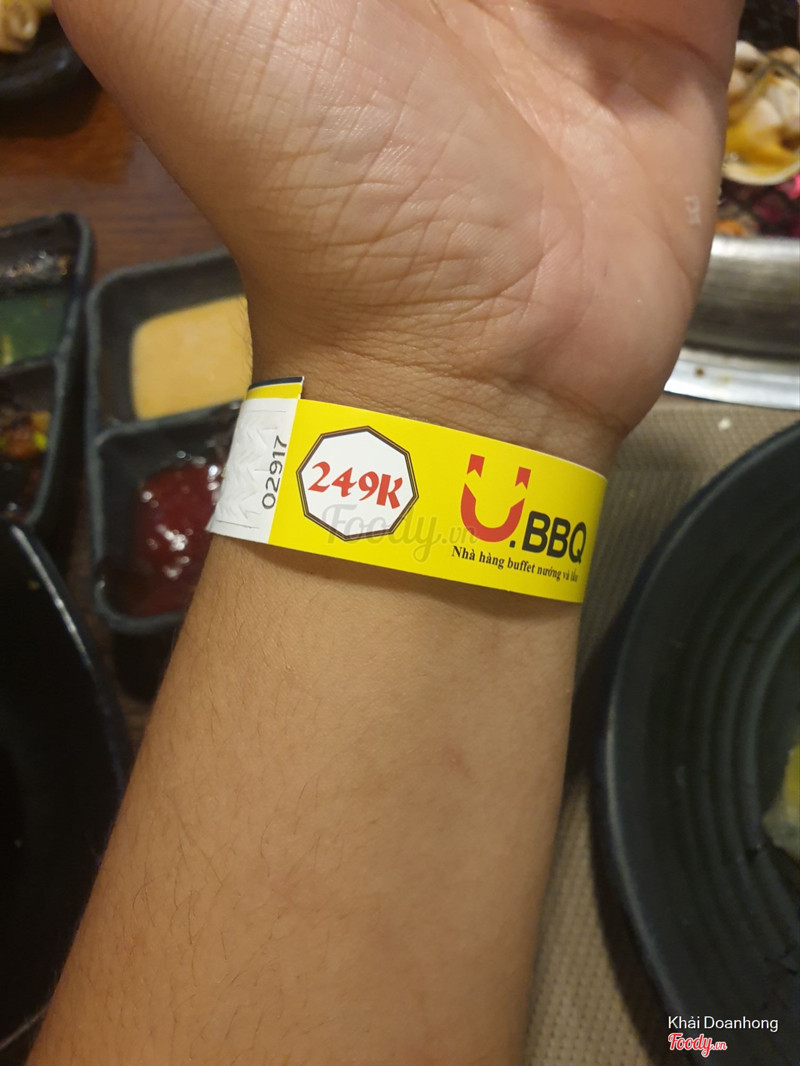 02917
249K
Ü.BBQ
Nhà hàng buffet nướng và lẩu
Foody.vn
Khải Doanhong
Foody.vn